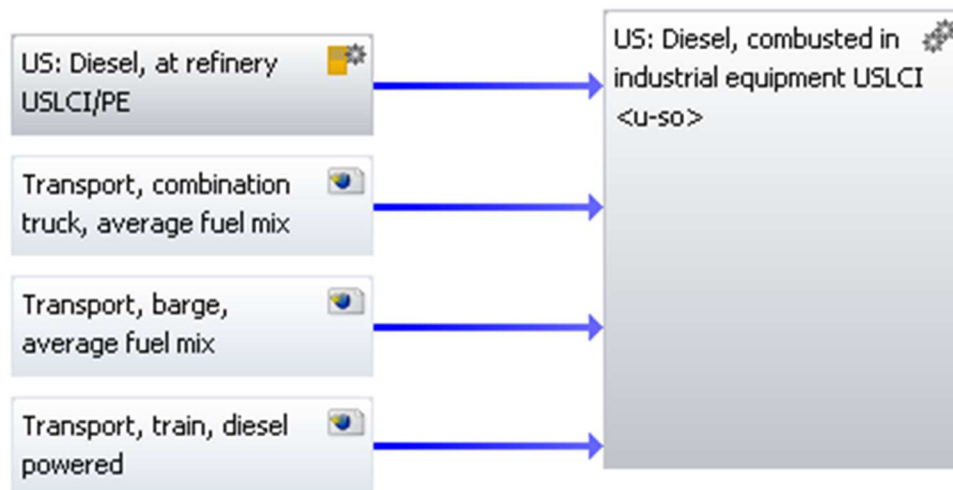 US: Diesel, at refinery
USLCI/PE
Transport, combination
truck, average fuel mix
Transport, barge,
average fuel mix
Transport, train, diesel
powered
US: Diesel, combusted in
industrial equipment USLCI
<u-so>